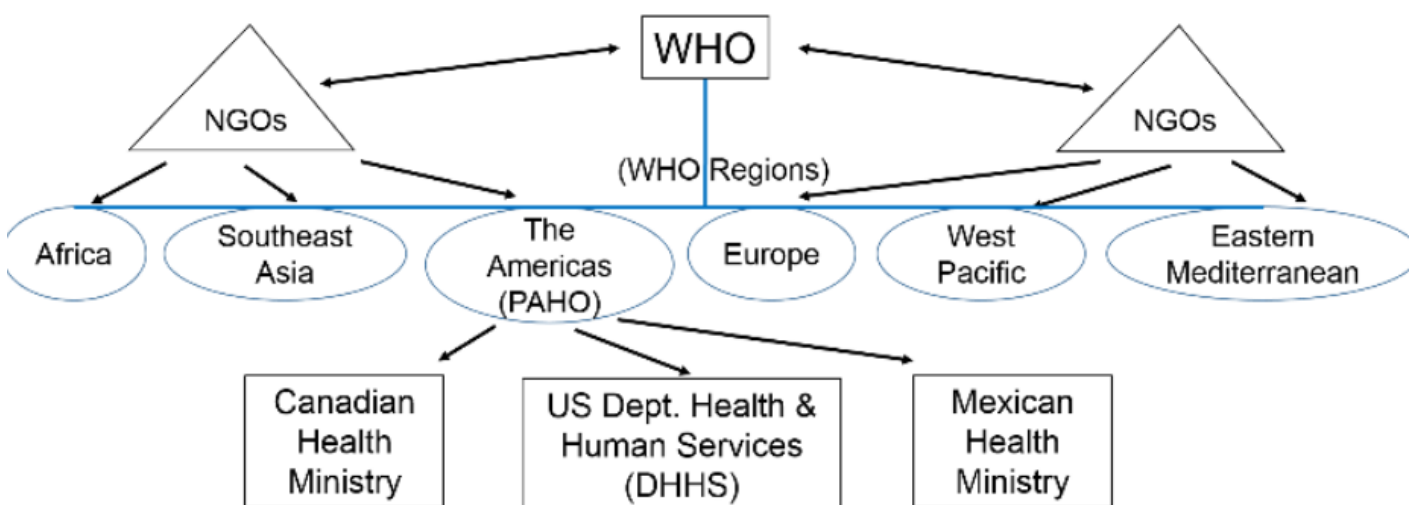 WHO
NGOs
NGOs
(WHO Regions)
Africa
Southeast
Asia
The
Americas
(PAHO)
Europe
West
Pacific
Eastern
Mediterranean
Canadian
Health
Ministry
US Dept. Health &
Human Services
(DHHS)
Mexican
Health
Ministry